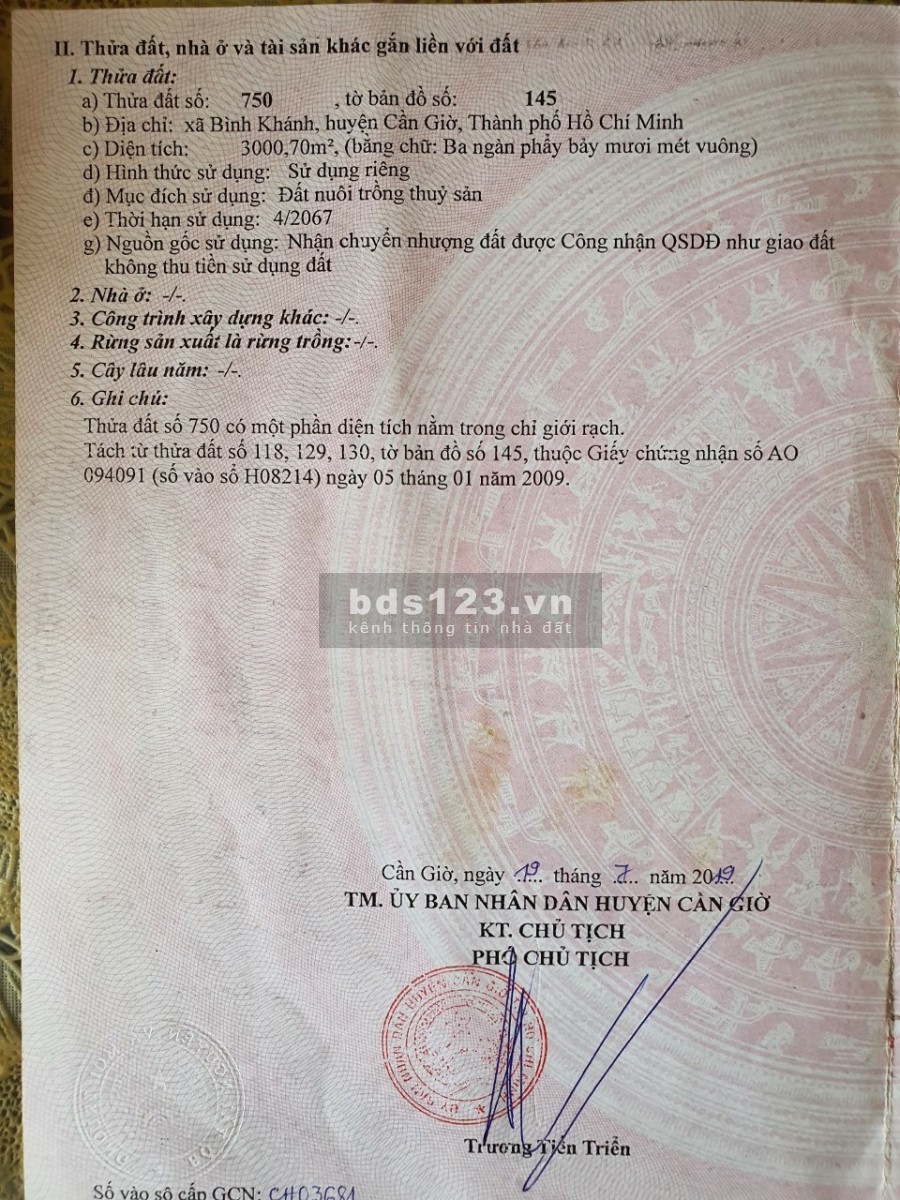 II. Thửa đất, nhà ở và tài sản khác gắn liền với đất
1. Thửa đất:
a) Thửa đất số: 750 , tờ bản đồ số: 145
b) Địa chỉ: xã Bình Khánh, huyện Cần Giờ, Thành phố Hồ Chí Minh
c) Diện tích: 3000,70m², (bằng chữ: Ba ngàn phẩy bảy mươi mét vuông)
d) Hình thức sử dụng: Sử dụng riêng
đ) Mục đích sử dụng: Đất nuôi trồng thuỷ sản
e) Thời hạn sử dụng: 4/2067
g) Nguồn gốc sử dụng: Nhận chuyển nhượng đất được Công nhận QSDĐ như giao đất
không thu tiền sử dụng đất
2. Nhà ở: -/-.
3. Công trình xây dựng khác: -/-.
4. Rừng sản xuất là rừng trồng: -/-.
5. Cây lâu năm: -/-.
6. Ghi chú:
Thửa đất số 750 có một phần diện tích nằm trong chỉ giới rạch.
Tách từ thửa đất số 118, 129, 130, tờ bản đồ số 145, thuộc Giấy chứng nhận số AO
094091 (số vào sổ H08214) ngày 05 tháng 01 năm 2009.
bds123.vn
kênh thông tin nhà đất
Cần Giờ, ngày 19 tháng 7 năm 2019
TM. ỦY BAN NHÂN DÂN HUYỆN CẦN GIỜ
KT. CHỦ TỊCH
PHÓ CHỦ TỊCH
Trương Tiến Triển
Số vào sổ cấp GCN: CH03681